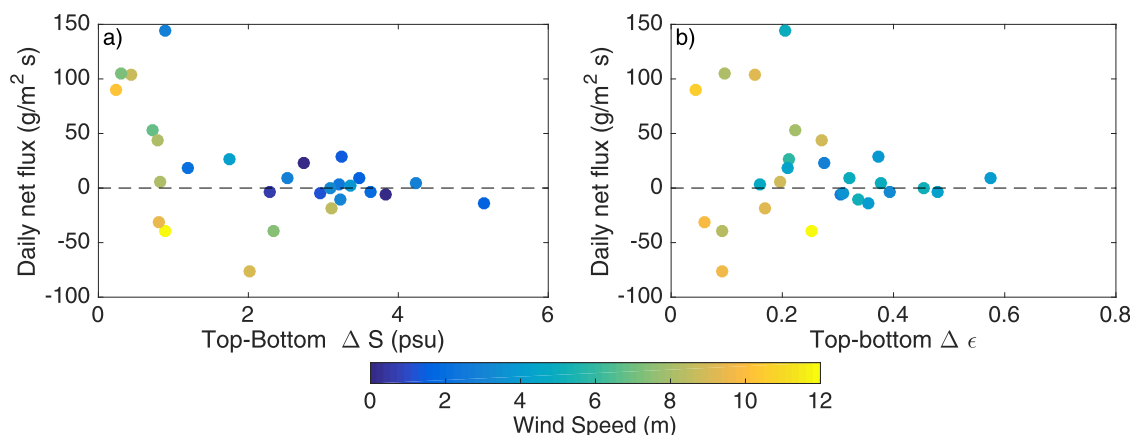 a)
Daily net flux (g/m² s)
150
100
50
0
-50
-100
0 2 4 6
Top-Bottom Δ S (psu)
b)
Daily net flux (g/m² s)
150
100
50
0
-50
-100
0 0.2 0.4 0.6 0.8
Top-bottom Δ ϵ
0 2 4 6 8 10 12
Wind Speed (m)